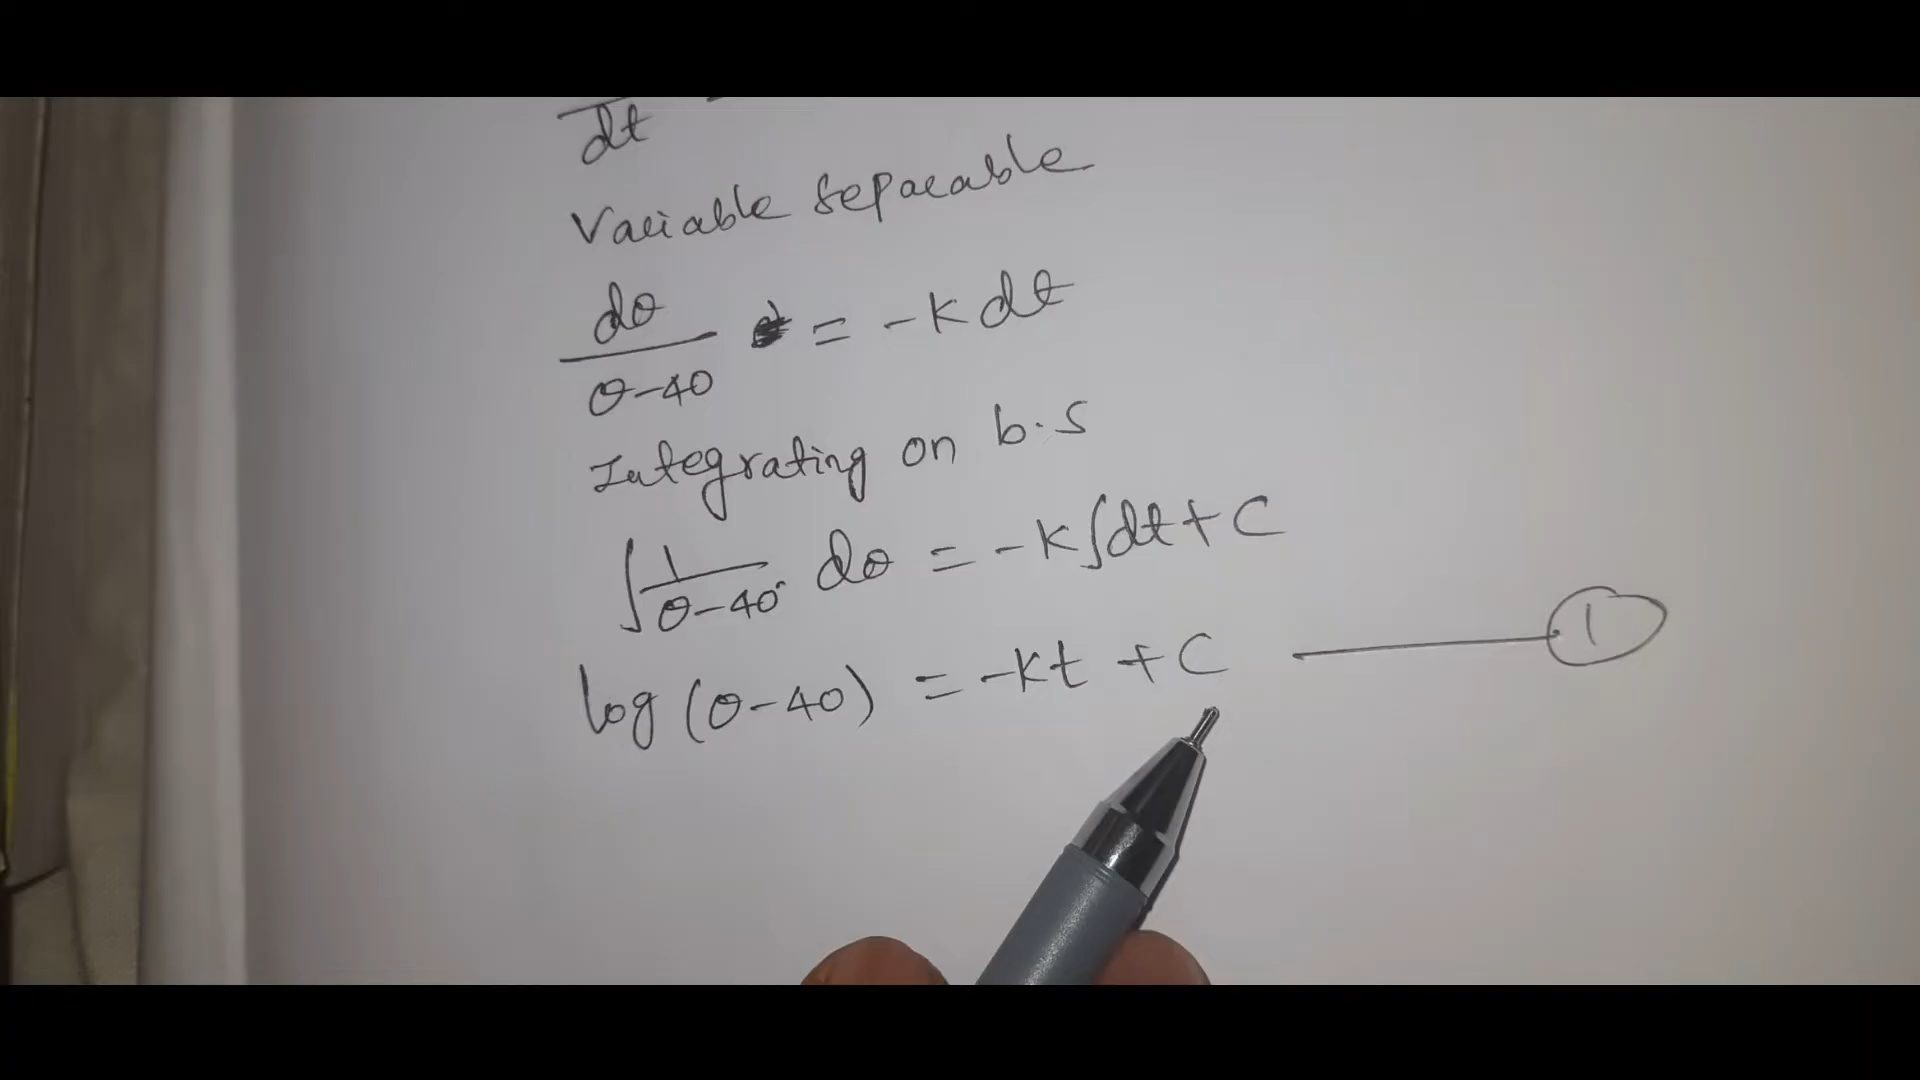 dt
Variable Separable
dθ / θ-40 = -k dt
Integrating on b.s
∫ 1/θ-40 dθ = -k∫dt + C
log (θ-40) = -kt + C ——— ①